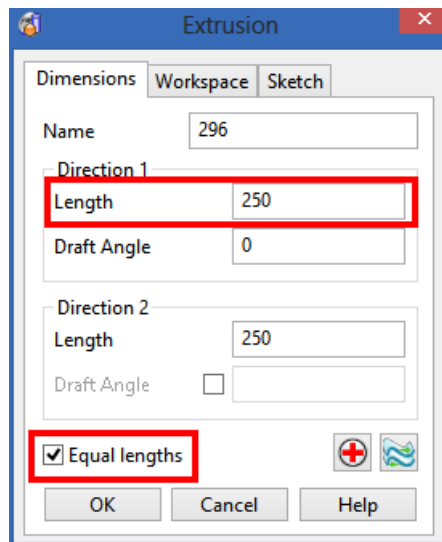 Extrusion
Dimensions Workspace Sketch
Name 296
Direction 1
Length 250
Draft Angle 0
Direction 2
Length 250
Draft Angle
Equal lengths
OK Cancel Help